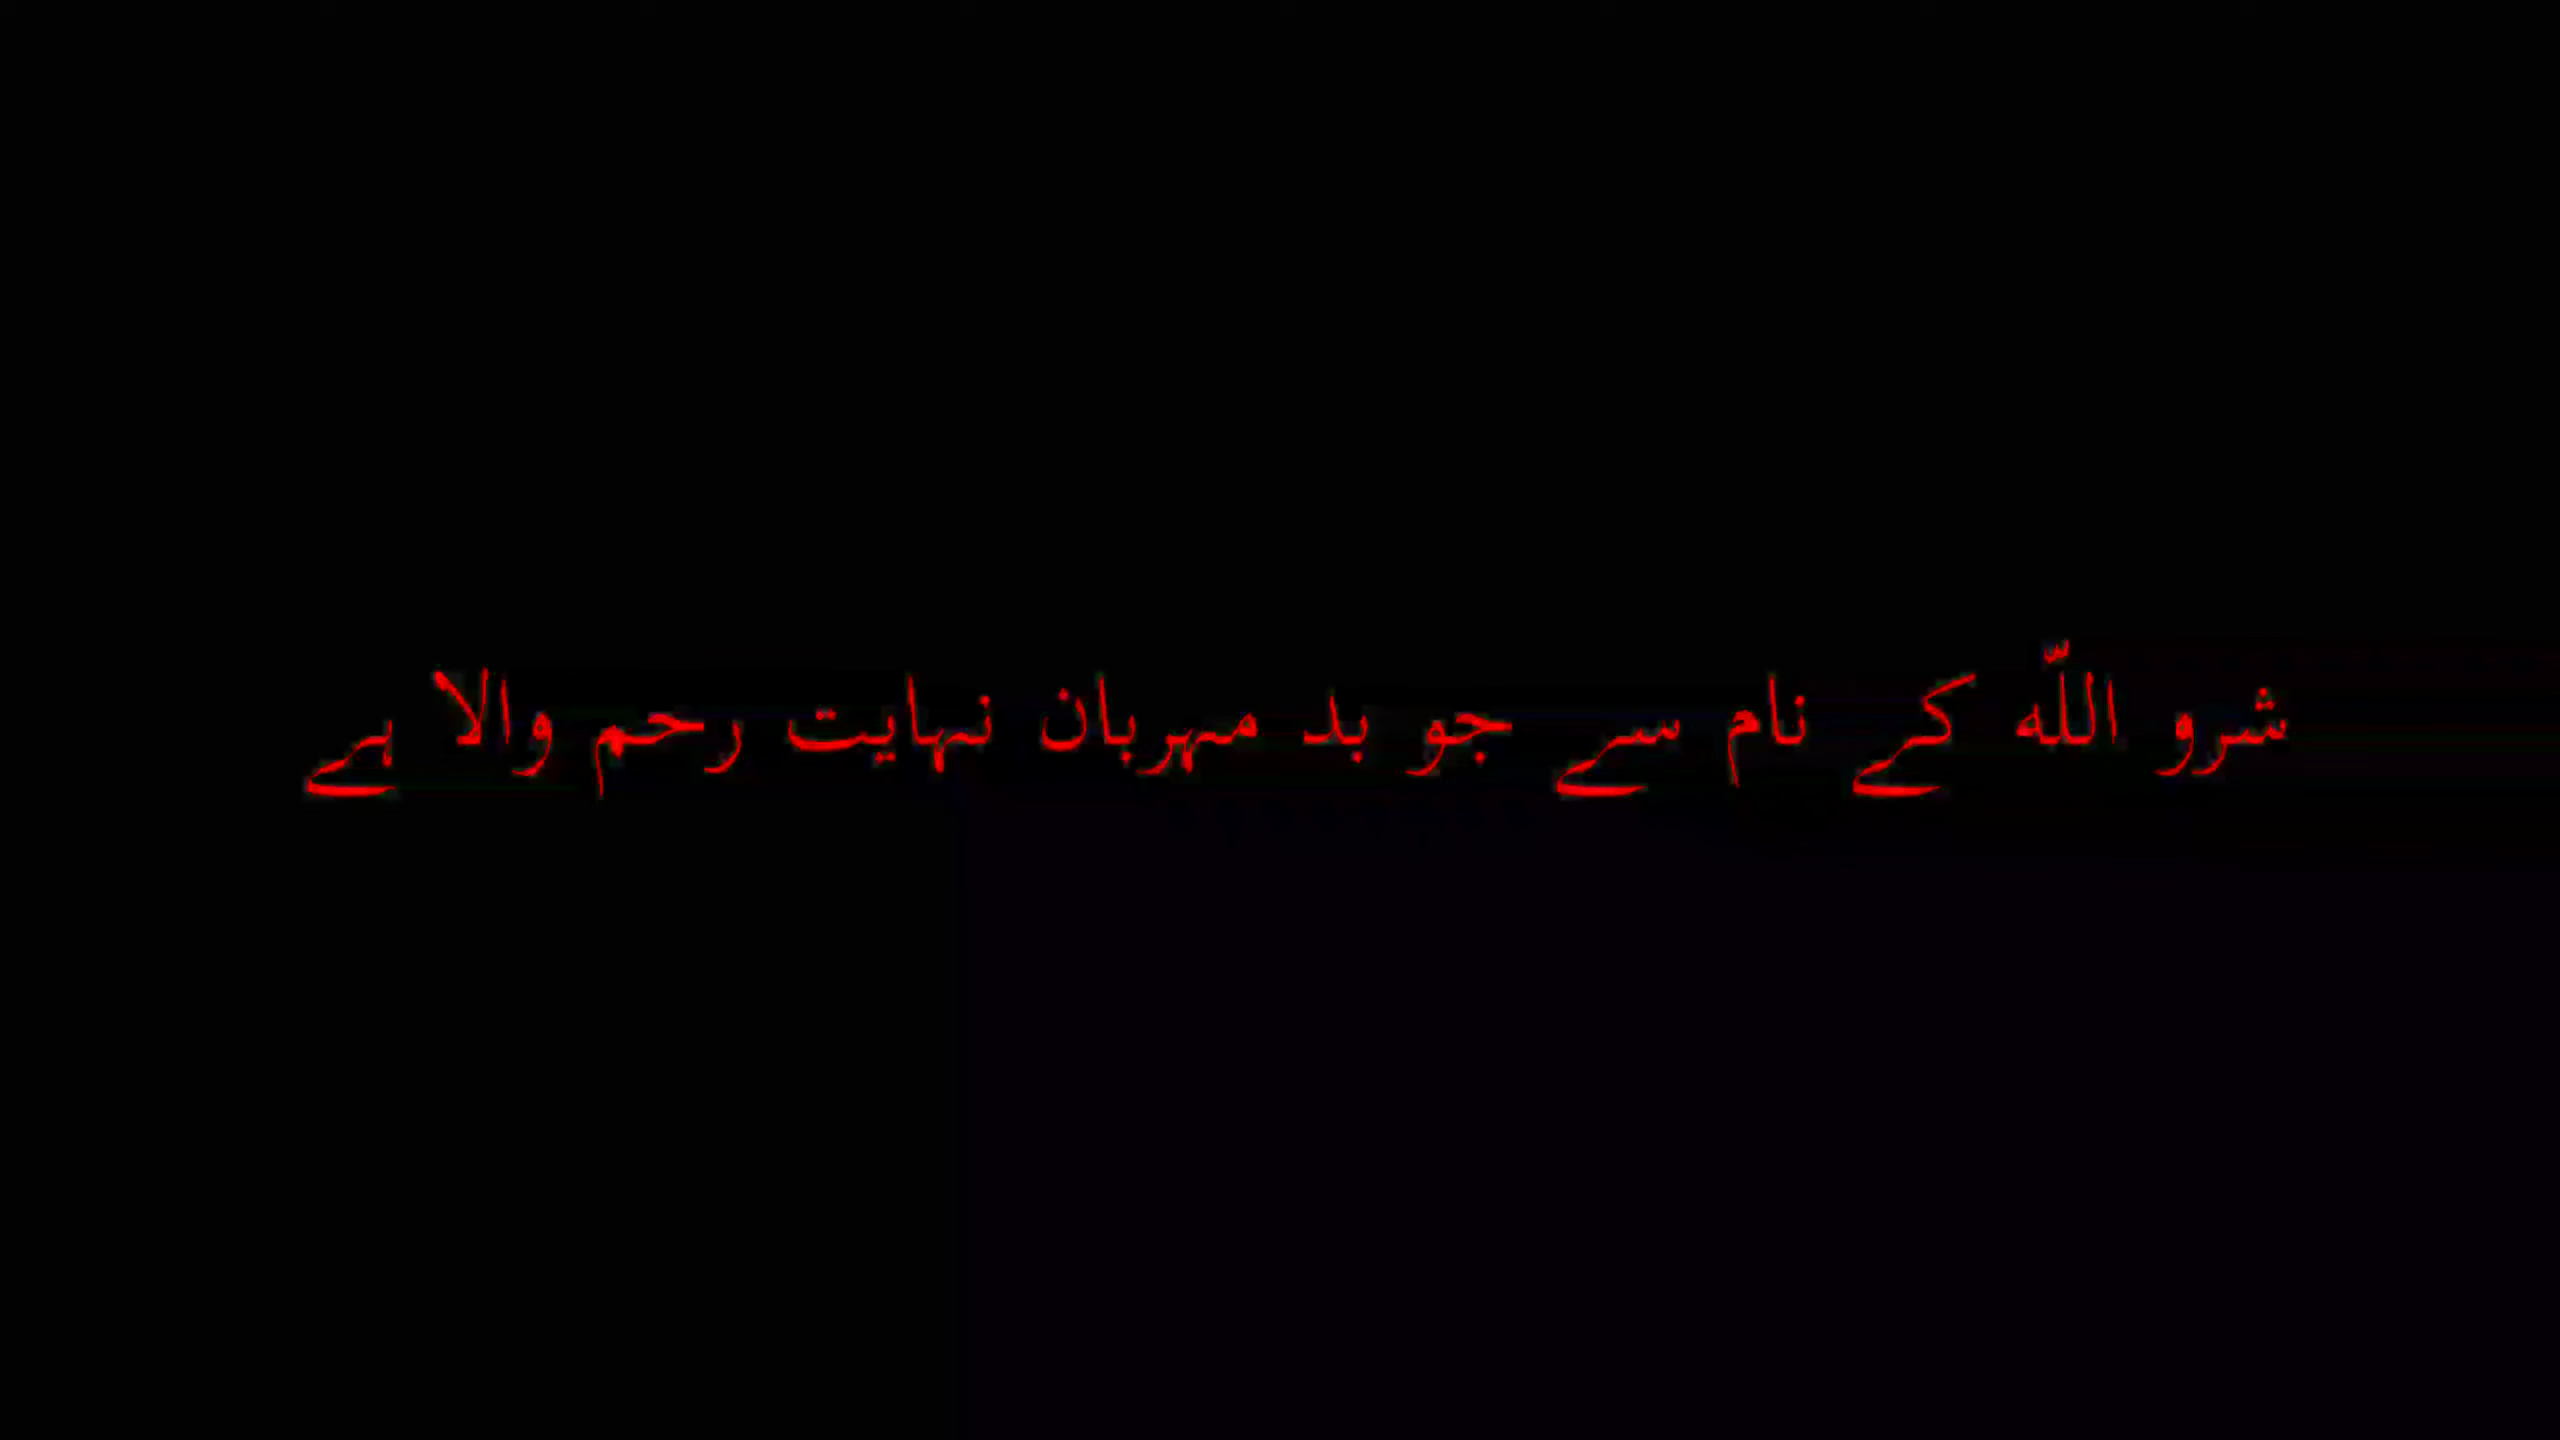 شرو اللّه کے نام سے جو بد مہربان نہایت رحم والا ہے